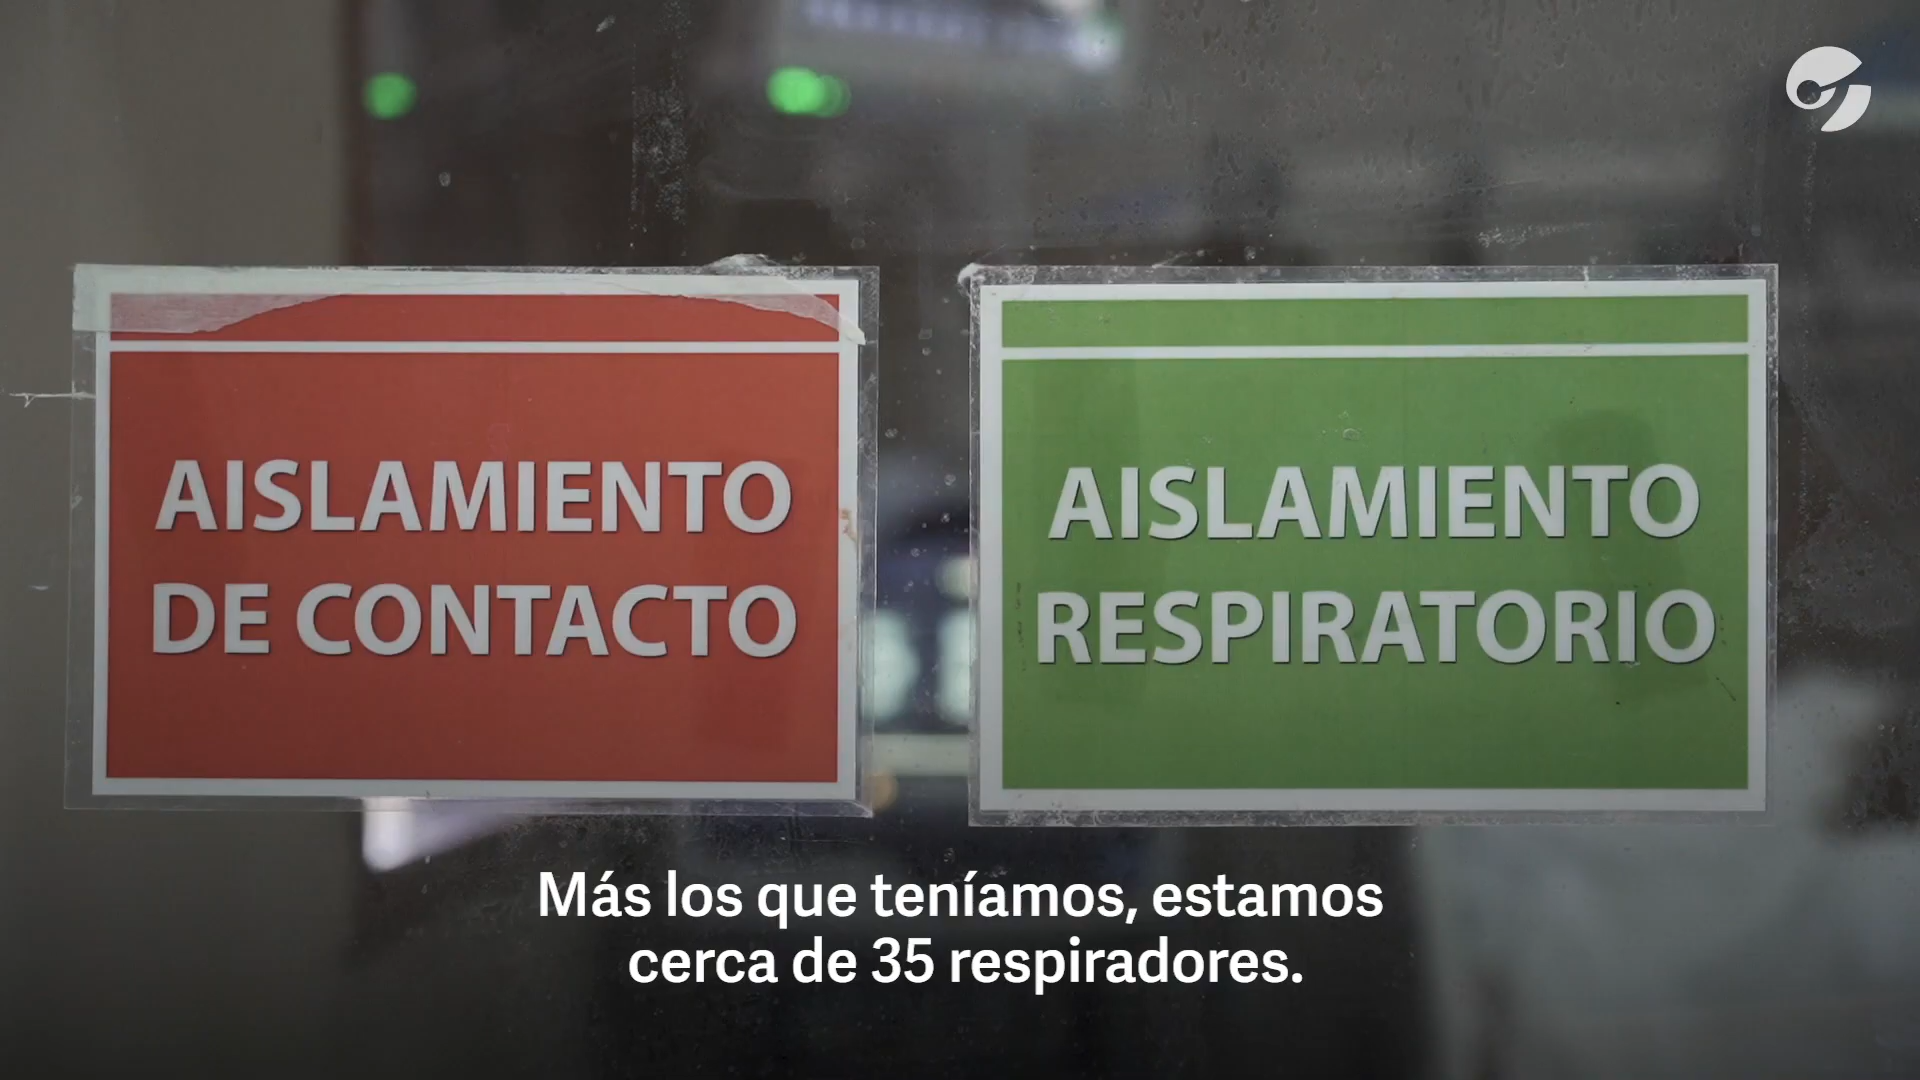 AISLAMIENTO
DE CONTACTO
AISLAMIENTO
RESPIRATORIO
Más los que teníamos, estamos
cerca de 35 respiradores.